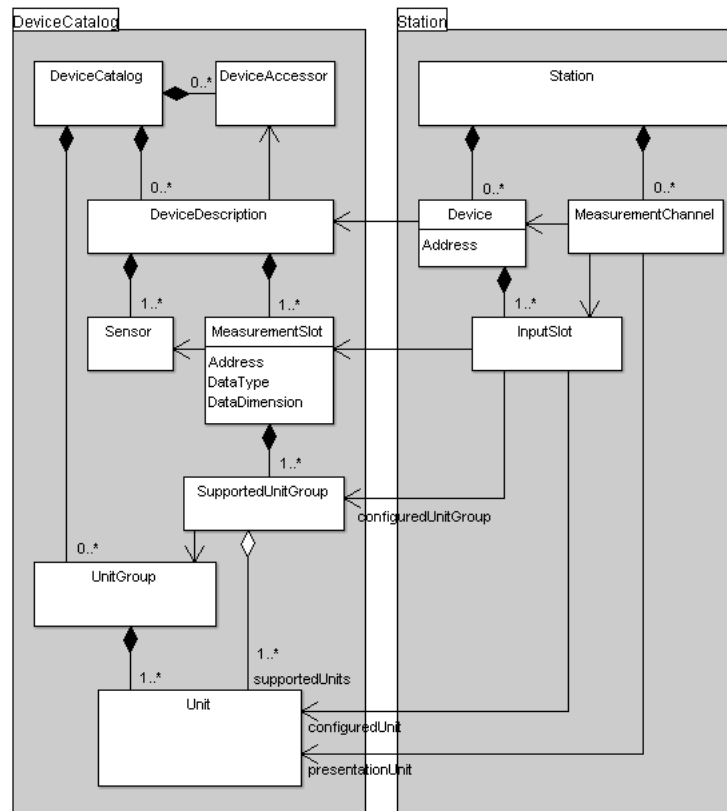 DeviceCatalog
Station
DeviceCatalog
0..*
DeviceAccessor
Station
0..*
0..*
0..*
DeviceDescription
Device
Address
MeasurementChannel
1..*
1..*
1..*
Sensor
MeasurementSlot
Address
DataType
DataDimension
InputSlot
1..*
SupportedUnitGroup
configuredUnitGroup
0..*
UnitGroup
1..*
1..*
supportedUnits
Unit
configuredUnit
presentationUnit